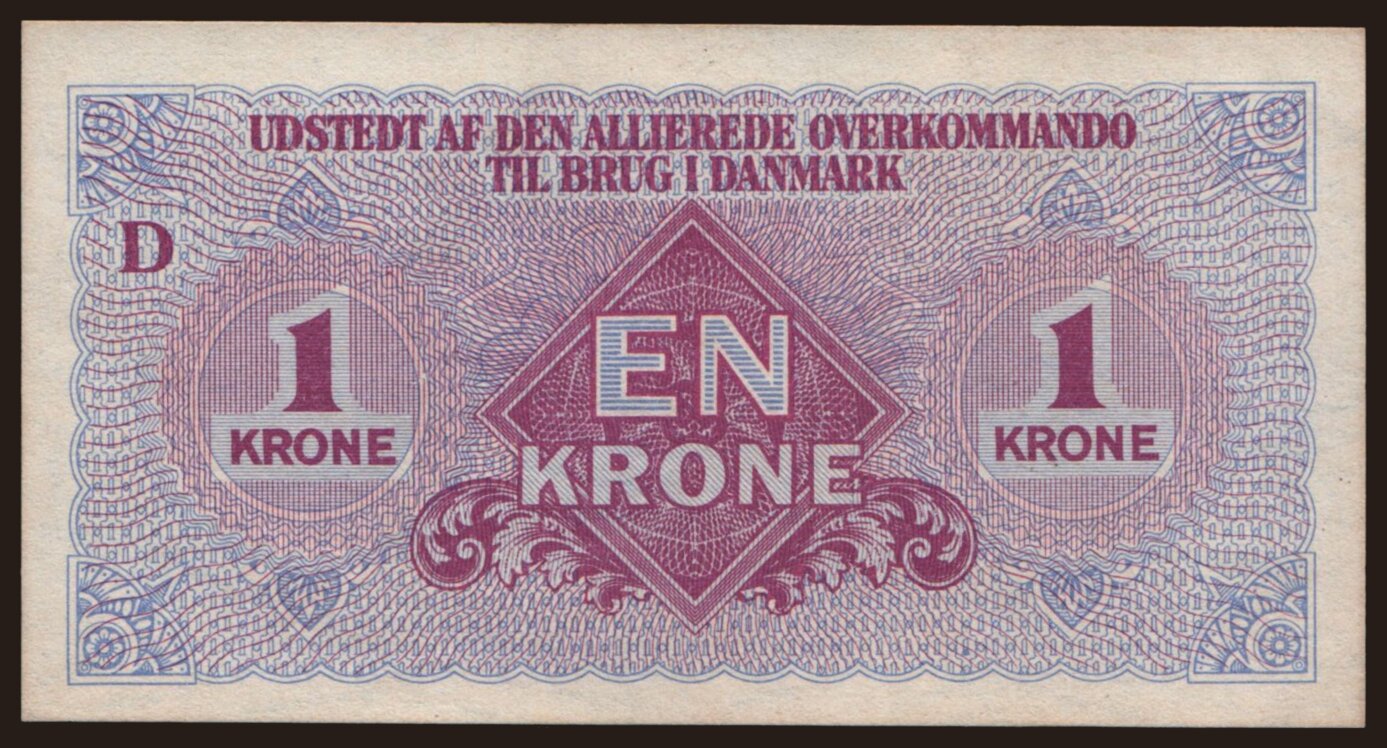 UDSTEDT AF DEN ALLIEREDE OVERKOMMANDO
TIL BRUG I DANMARK
D
1
KRONE
EN
KRONE
1
KRONE